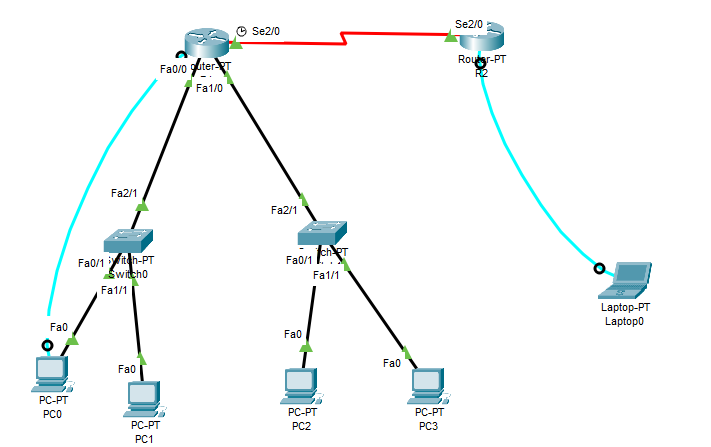 Se2/0
Se2/0
Fa0/0
Router-PT
R2
Fa1/0
Fa2/1
Fa2/1
Fa0/1
Switch0
Fa1/1
Fa0/1
Fa1/1
Laptop-PT
Laptop0
Fa0
Fa0
Fa0
Fa0
PC-PT
PC0
PC-PT
PC1
PC-PT
PC2
PC-PT
PC3